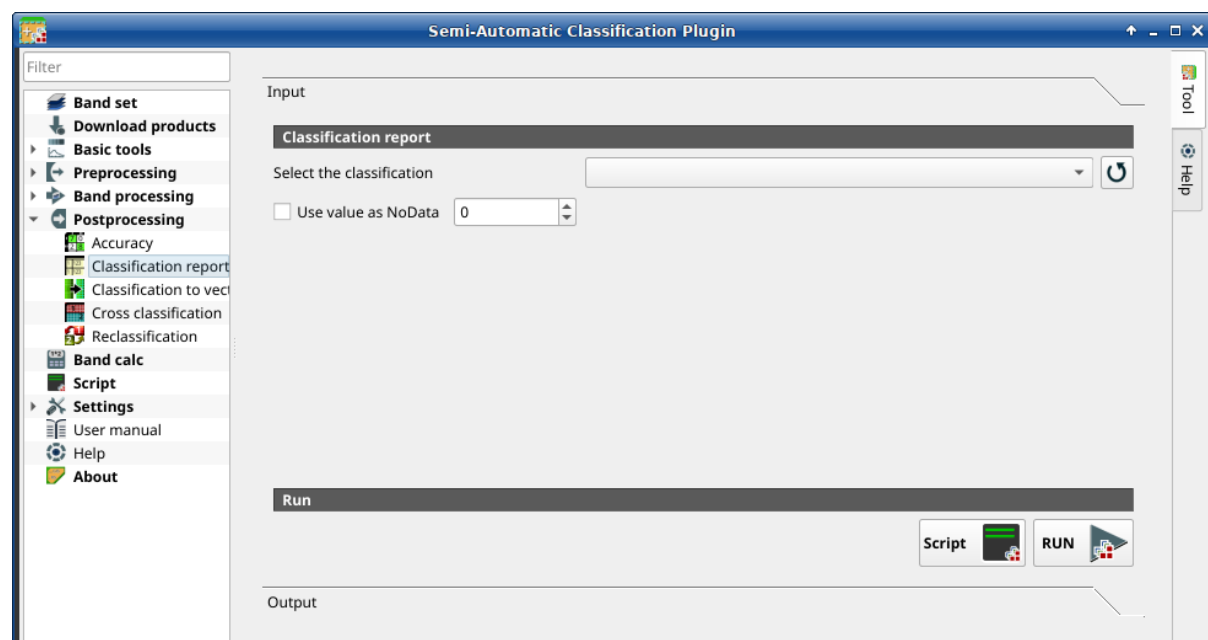 Semi-Automatic Classification Plugin
Filter
Band set
Download products
Basic tools
Preprocessing
Band processing
Postprocessing
Accuracy
Classification report
Classification to vect
Cross classification
Reclassification
Band calc
Script
Settings
User manual
Help
About
Input
Classification report
Select the classification
Use value as NoData 0
Run
Script RUN
Output
Tool
Help